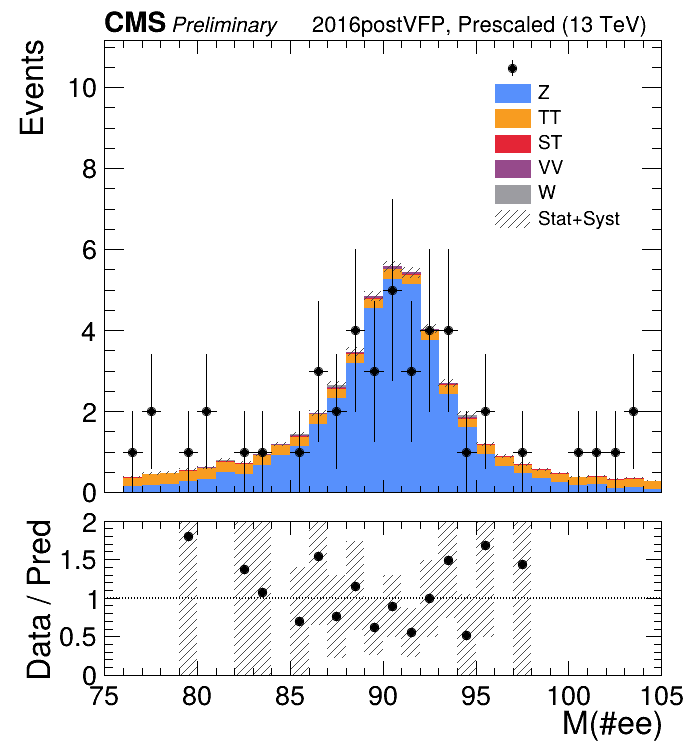 CMS Preliminary 2016postVFP, Prescaled (13 TeV)
Events
10
8
6
4
2
0
Z
TT
ST
VV
W
Stat+Syst
Data / Pred
2
1.5
1
0.5
0
75 80 85 90 95 100 105
M(#ee)